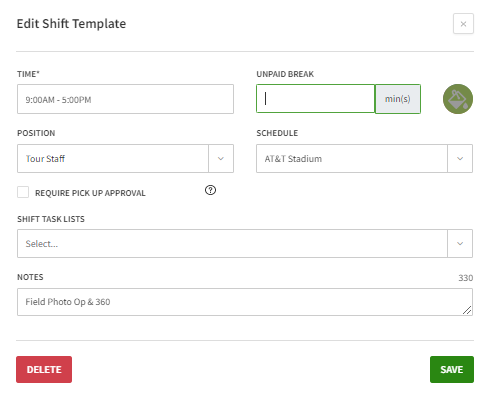 Edit Shift Template
×
TIME* UNPAID BREAK
9:00AM - 5:00PM min(s)
POSITION SCHEDULE
Tour Staff AT&T Stadium
REQUIRE PICK UP APPROVAL ?
SHIFT TASK LISTS
Select...
NOTES 330
Field Photo Op & 360
DELETE SAVE